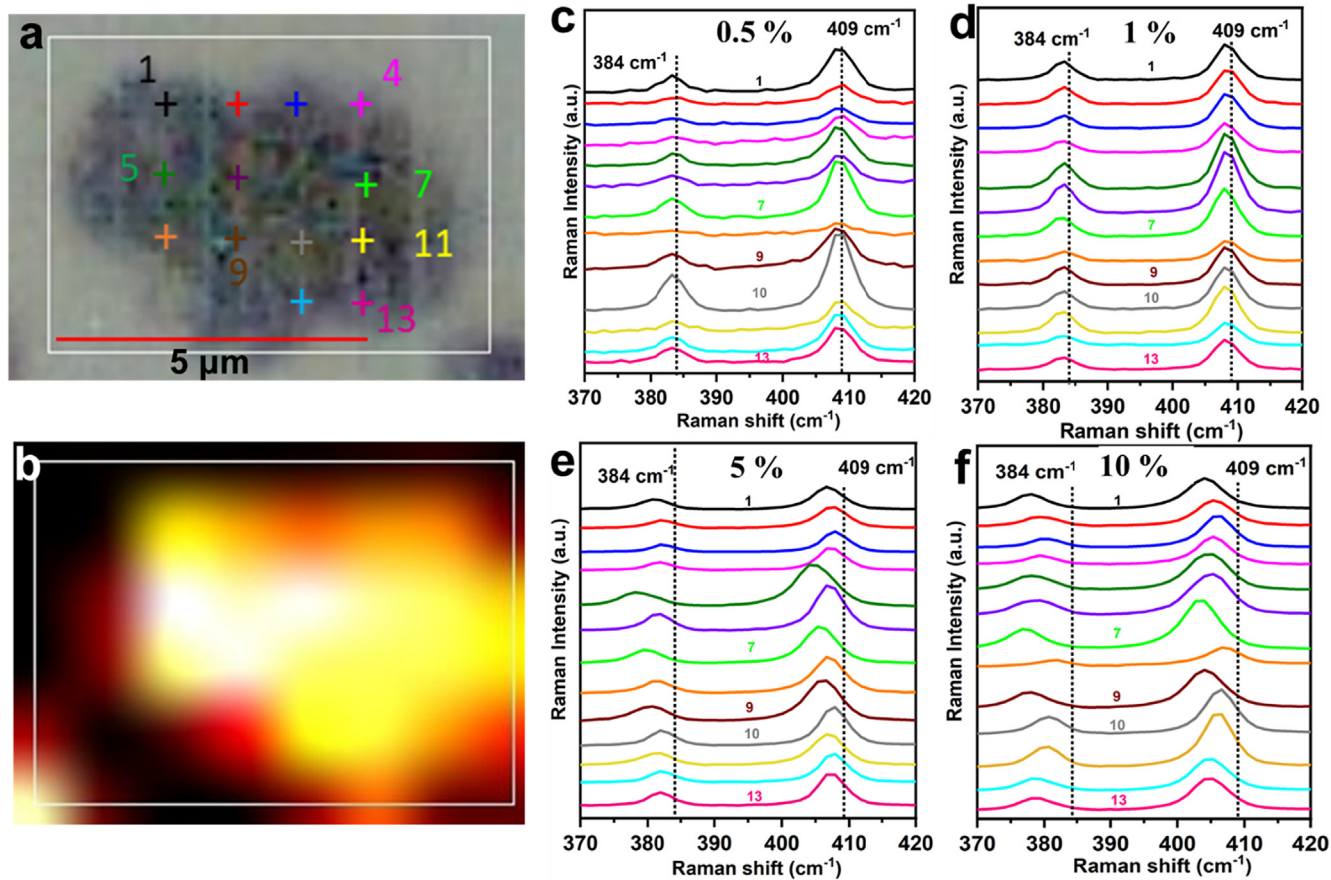 a
1
4
5
7
11
9
13
5 µm
b
c
0.5 %
409 cm⁻¹
384 cm⁻¹
1
7
9
10
13
Raman Intensity (a.u.)
370 380 390 400 410 420
Raman shift (cm⁻¹)
d
1 %
409 cm⁻¹
384 cm⁻¹
1
7
9
10
13
Raman Intensity (a.u.)
370 380 390 400 410 420
Raman shift (cm⁻¹)
e
384 cm⁻¹
5 %
409 cm⁻¹
1
7
9
10
13
Raman Intensity (a.u.)
370 380 390 400 410 420
Raman shift (cm⁻¹)
f
384 cm⁻¹
10 %
409 cm⁻¹
1
7
9
10
13
Raman Intensity (a.u.)
370 380 390 400 410 420
Raman shift (cm⁻¹)